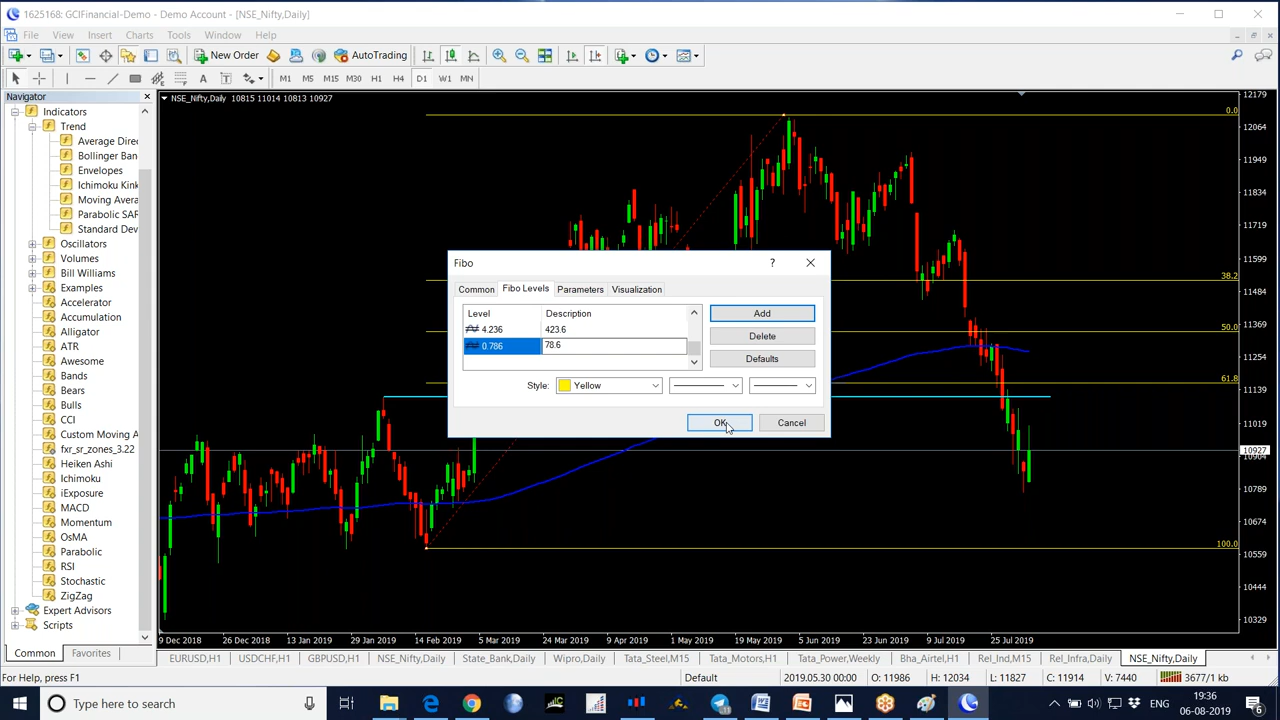 1625168: GCIFinancial-Demo - Demo Account - [NSE_Nifty,Daily]
File View Insert Charts Tools Window Help
New Order AutoTrading
A T M1 M5 M15 M30 H1 H4 D1 W1 MN
Navigator
Indicators
Trend
Average Direc
Bollinger Ban
Envelopes
Ichimoku Kink
Moving Avera
Parabolic SAR
Standard Dev
Oscillators
Volumes
Bill Williams
Examples
Accelerator
Accumulation
Alligator
ATR
Awesome
Bands
Bears
Bulls
CCI
Custom Moving A
fxr_sr_zones_3.22
Heiken Ashi
Ichimoku
iExposure
MACD
Momentum
OsMA
Parabolic
RSI
Stochastic
ZigZag
Expert Advisors
Scripts
Common Favorites
NSE_Nifty,Daily 10815 11014 10813 10927
0.0
38.2
50.0
61.8
100.0
12179
12064
11949
11834
11719
11599
11484
11369
11254
11139
11019
10927
10904
10789
10674
10559
10444
10329
Fibo
?
Common Fibo Levels Parameters Visualization
Level Description
4.236 423.6
0.786 78.6
Add
Delete
Defaults
Style: Yellow
OK Cancel
9 Dec 2018 26 Dec 2018 13 Jan 2019 29 Jan 2019 14 Feb 2019 5 Mar 2019 24 Mar 2019 9 Apr 2019 1 May 2019 19 May 2019 5 Jun 2019 23 Jun 2019 9 Jul 2019 25 Jul 2019
EURUSD,H1 USDCHF,H1 GBPUSD,H1 NSE_Nifty,Daily State_Bank,Daily Wipro,Daily Tata_Steel,M15 Tata_Motors,H1 Tata_Power,Weekly Bha_Airtel,H1 Rel_Ind,M15 Rel_Infra,Daily NSE_Nifty,Daily
For Help, press F1 Default 2019.05.30 00:00 O: 11986 H: 12034 L: 11827 C: 11914 V: 7440 3677/1 kb
Type here to search
ENG
19:36
06-08-2019
6